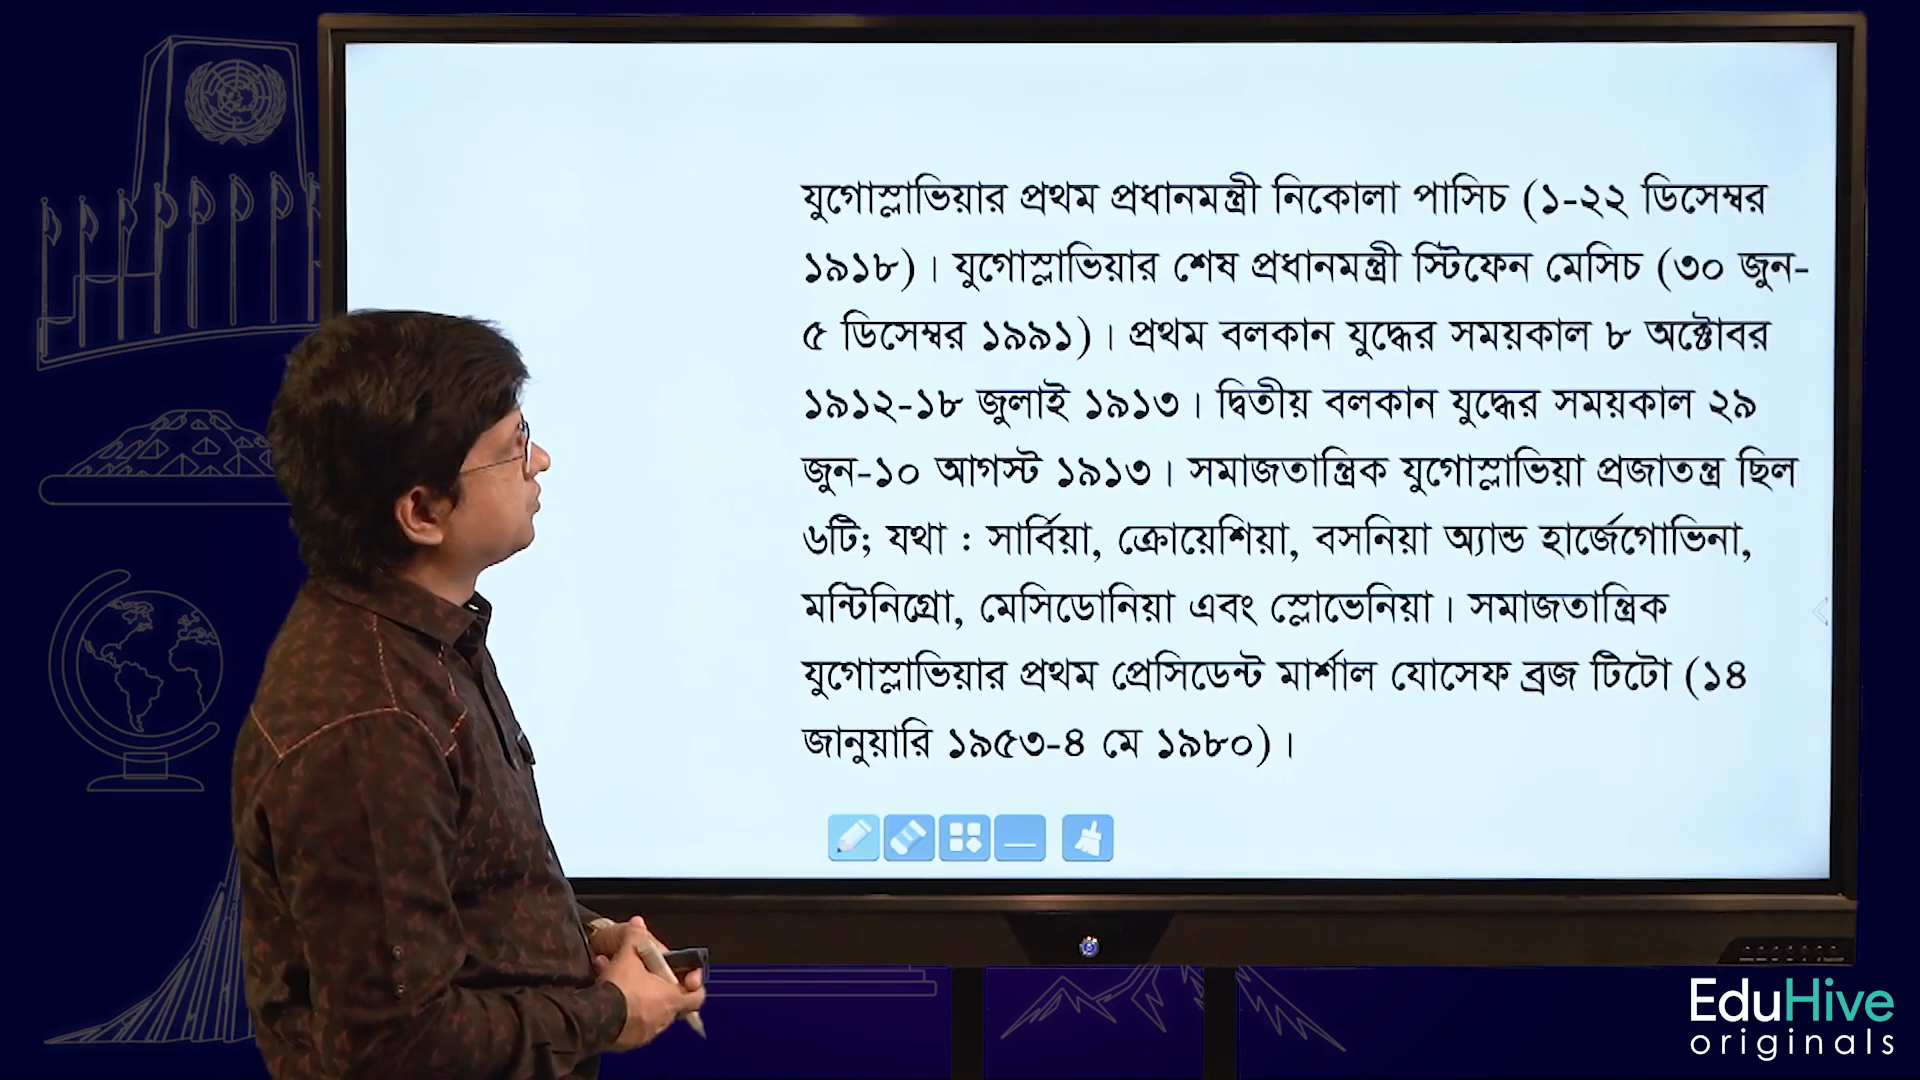 যুগোস্লাভিয়ার প্রথম প্রধানমন্ত্রী নিকোলা পাসিচ (১-২২ ডিসেম্বর
১৯১৮)। যুগোস্লাভিয়ার শেষ প্রধানমন্ত্রী স্টিফেন মেসিচ (৩০ জুন-
৫ ডিসেম্বর ১৯৯১)। প্রথম বলকান যুদ্ধের সময়কাল ৮ অক্টোবর
১৯১২-১৮ জুলাই ১৯১৩। দ্বিতীয় বলকান যুদ্ধের সময়কাল ২৯
জুন-১০ আগস্ট ১৯১৩। সমাজতান্ত্রিক যুগোস্লাভিয়া প্রজাতন্ত্র ছিল
৬টি; যথা : সার্বিয়া, ক্রোয়েশিয়া, বসনিয়া অ্যান্ড হার্জেগোভিনা,
মন্টিনিগ্রো, মেসিডোনিয়া এবং স্লোভেনিয়া। সমাজতান্ত্রিক
যুগোস্লাভিয়ার প্রথম প্রেসিডেন্ট মার্শাল যোসেফ ব্রজ টিটো (১৪
জানুয়ারি ১৯৫৩-৪ মে ১৯৮০)।
EduHive
originals